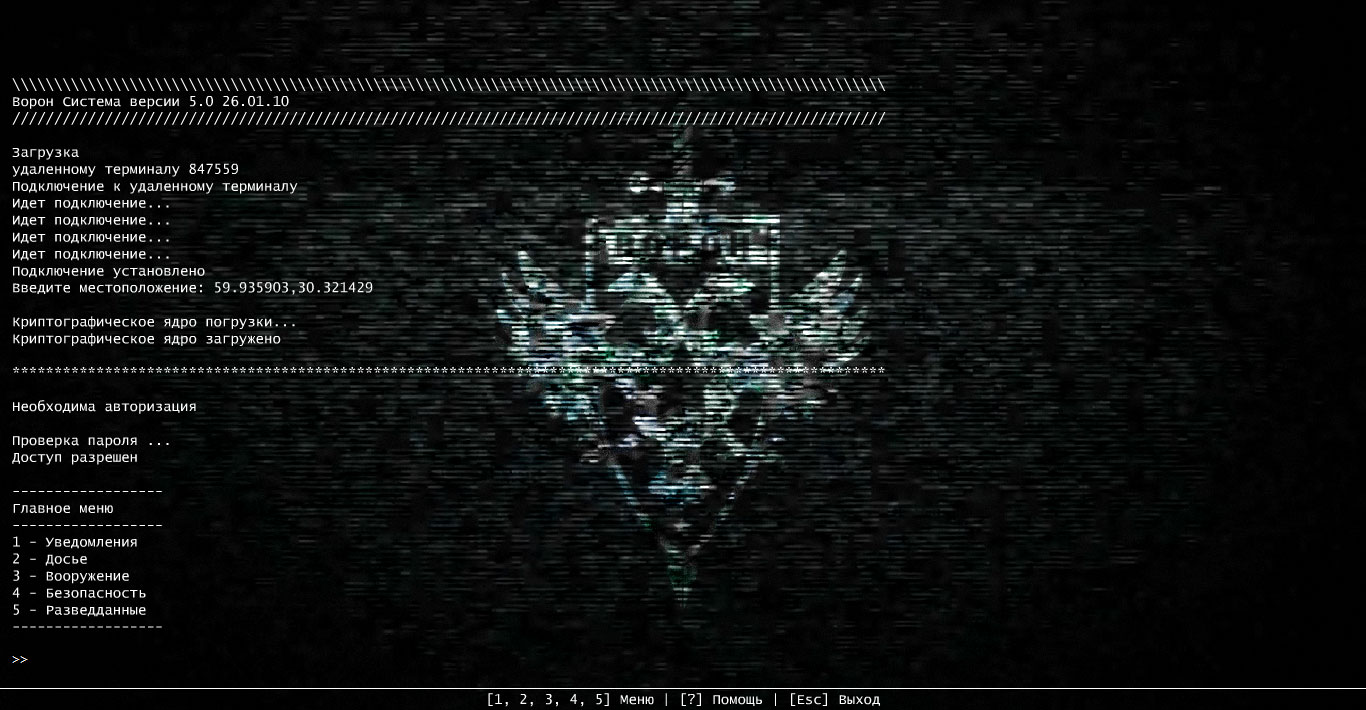 \\\\\\\\\\\\\\\\\\\\\\\\\\\\\\\\\\\\\\\\\\\\\\\\\\\\\\\\\\\\\\\\\\\\\\\\\\\\\\\\\\\\\\\\\\\\\\\\\\\\\\\\
Ворон Система версии 5.0 26.01.10
////////////////////////////////////////////////////////////////////////////////////////////////////////
Загрузка
удаленному терминалу 847559
Подключение к удаленному терминалу
Идет подключение...
Идет подключение...
Идет подключение...
Идет подключение...
Подключение установлено
Введите местоположение: 59.935903,30.321429
Криптографическое ядро погрузки...
Криптографическое ядро загружено
********************************************************************************************************
Необходима авторизация
Проверка пароля ...
Доступ разрешен
------------------
Главное меню
------------------
1 - Уведомления
2 - Досье
3 - Вооружение
4 - Безопасность
5 - Разведданные
------------------
>>
[1, 2, 3, 4, 5] Меню | [?] Помощь | [Esc] Выход